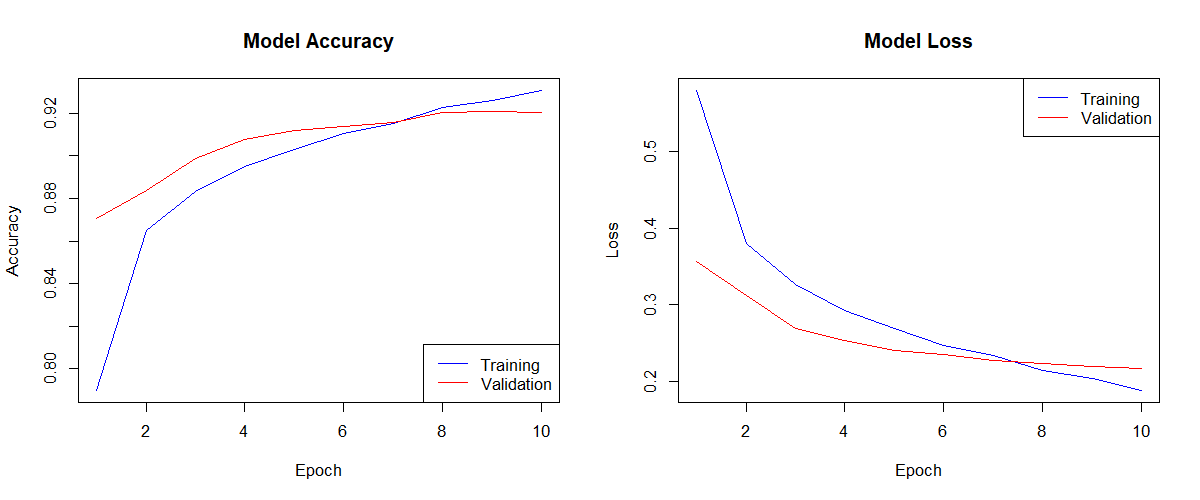 Model Accuracy
Accuracy
0.92
0.88
0.84
0.80
Training
Validation
2 4 6 8 10
Epoch
Model Loss
Loss
0.5
0.4
0.3
0.2
Training
Validation
2 4 6 8 10
Epoch